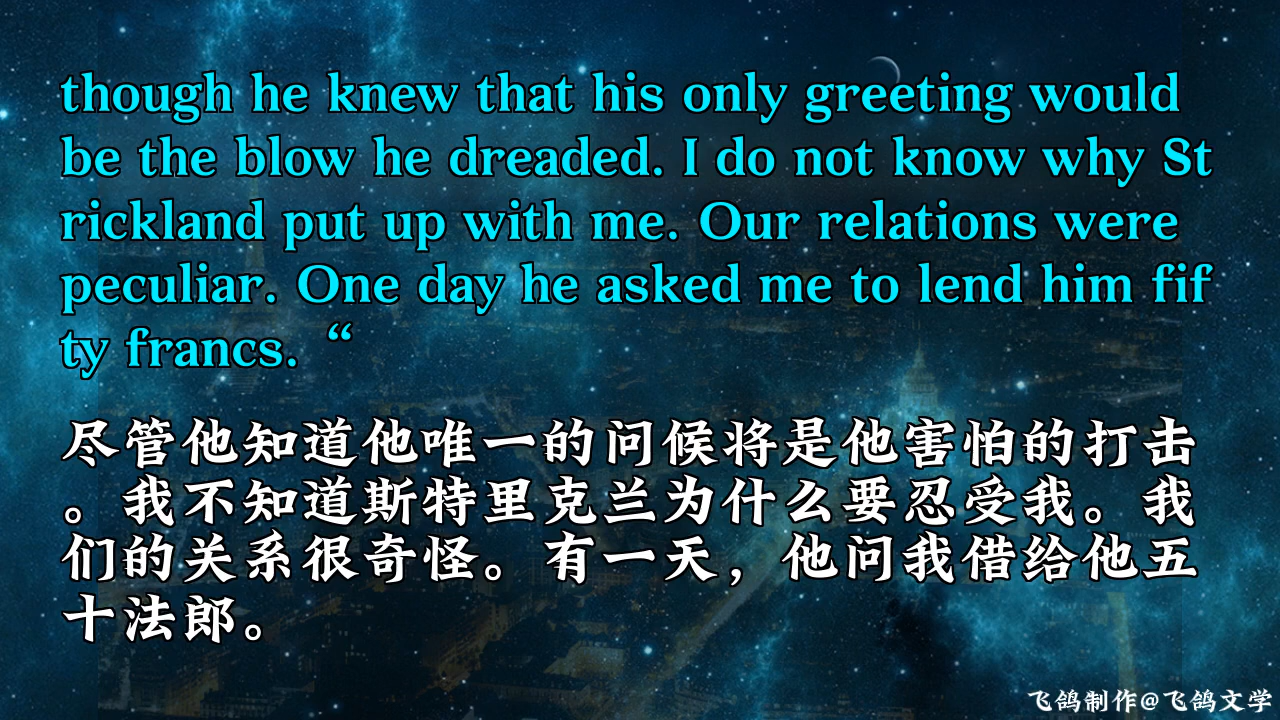 though he knew that his only greeting would
be the blow he dreaded. I do not know why St
rickland put up with me. Our relations were
peculiar. One day he asked me to lend him fif
ty francs. “
尽管他知道他唯一的问候将是他害怕的打击
。我不知道斯特里克兰为什么要忍受我。我
们的关系很奇怪。有一天，他问我借给他五
十法郎。
飞鸽制作@飞鸽文学